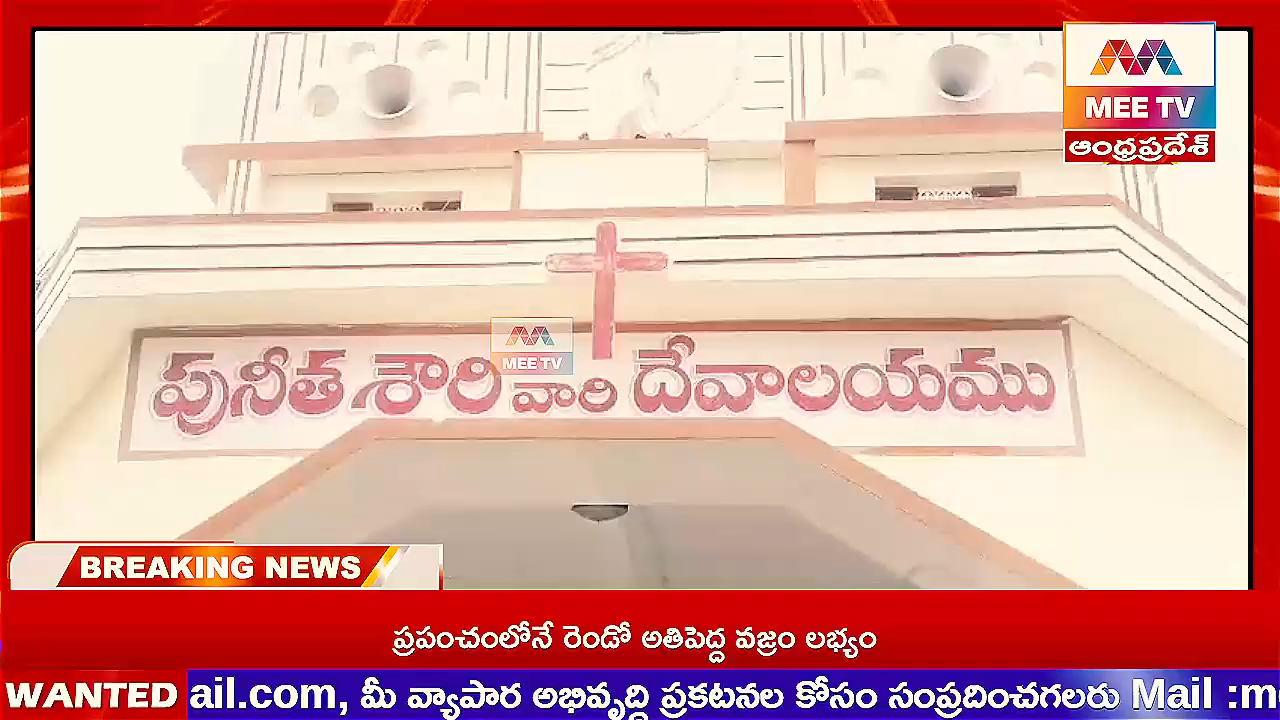 MEE TV
ఆంధ్రప్రదేశ్
MEE TV
పునీత శౌరి వారి దేవాలయము
BREAKING NEWS
ప్రపంచంలోనే రెండో అతిపెద్ద వజ్రం లభ్యం
WANTED ail.com, మీ వ్యాపార అభివృద్ధి ప్రకటనల కోసం సంప్రదించగలరు Mail :m